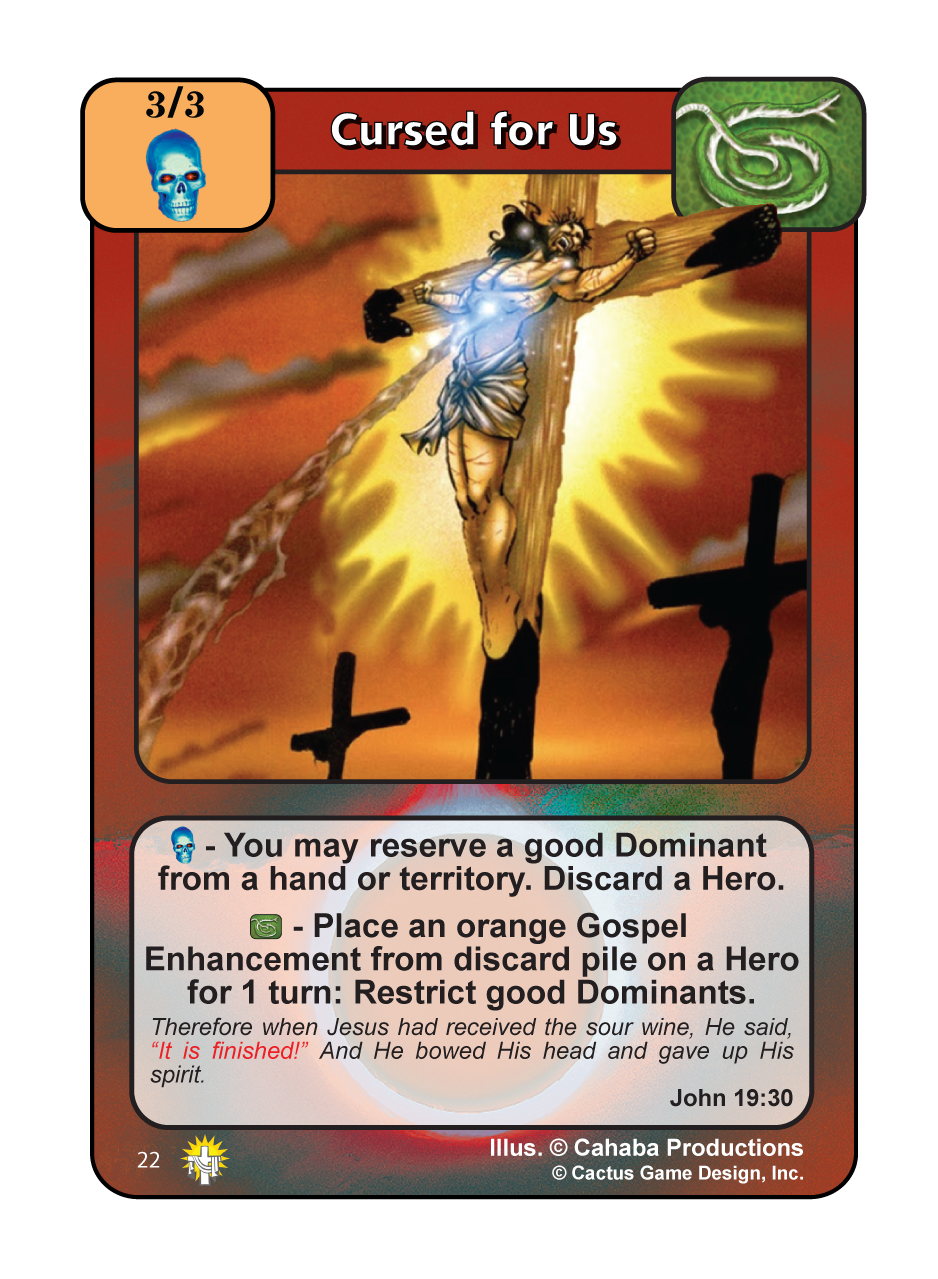 3/3
Cursed for Us
- You may reserve a good Dominant
from a hand or territory. Discard a Hero.
- Place an orange Gospel
Enhancement from discard pile on a Hero
for 1 turn: Restrict good Dominants.
Therefore when Jesus had received the sour wine, He said,
“It is finished!” And He bowed His head and gave up His
spirit.
John 19:30
22
Illus. © Cahaba Productions
© Cactus Game Design, Inc.